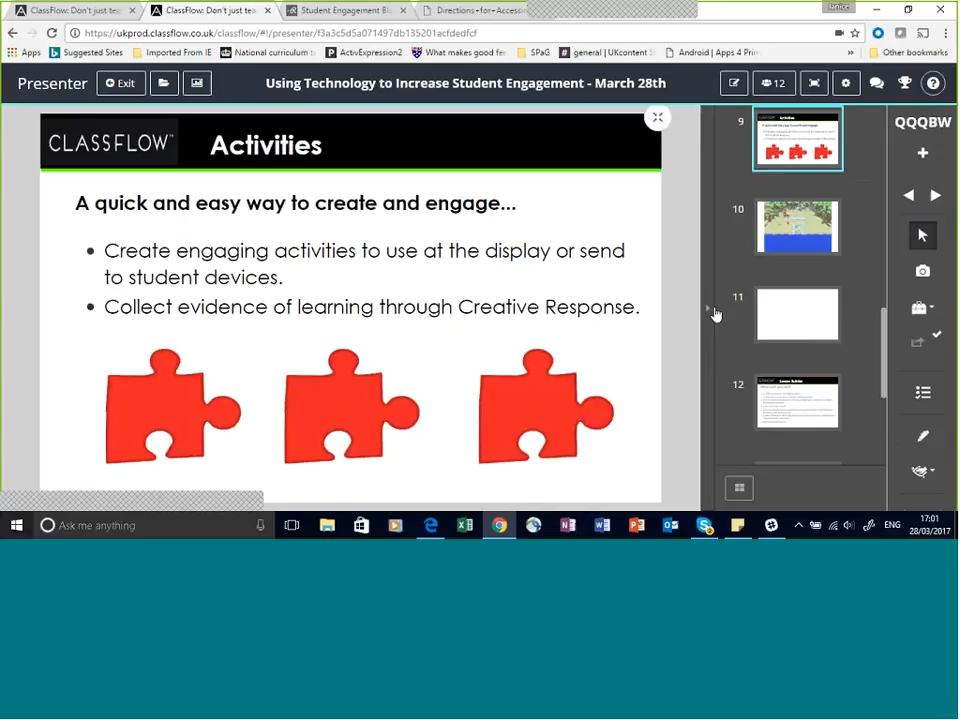 ClassFlow: Don't just tea
ClassFlow: Don't just tea
Student Engagement Bl
Directions+for+Access
Janice
https://ukprod.classflow.co.uk/classflow/#!/presenter/f3a3c5d5a071497db135201acfdedfcf
Apps Suggested Sites Imported From IE National curriculum ActivExpression2 What makes good fe SPaG general | UKcontent Android | Apps 4 Prim » Other bookmarks
Presenter Exit Using Technology to Increase Student Engagement - March 28th 12
CLASSFLOW™ Activities
A quick and easy way to create and engage...
• Create engaging activities to use at the display or send
to student devices.
• Collect evidence of learning through Creative Response.
9
Activities
10
11
12
QQQBW
Ask me anything
ENG
17:01
28/03/2017